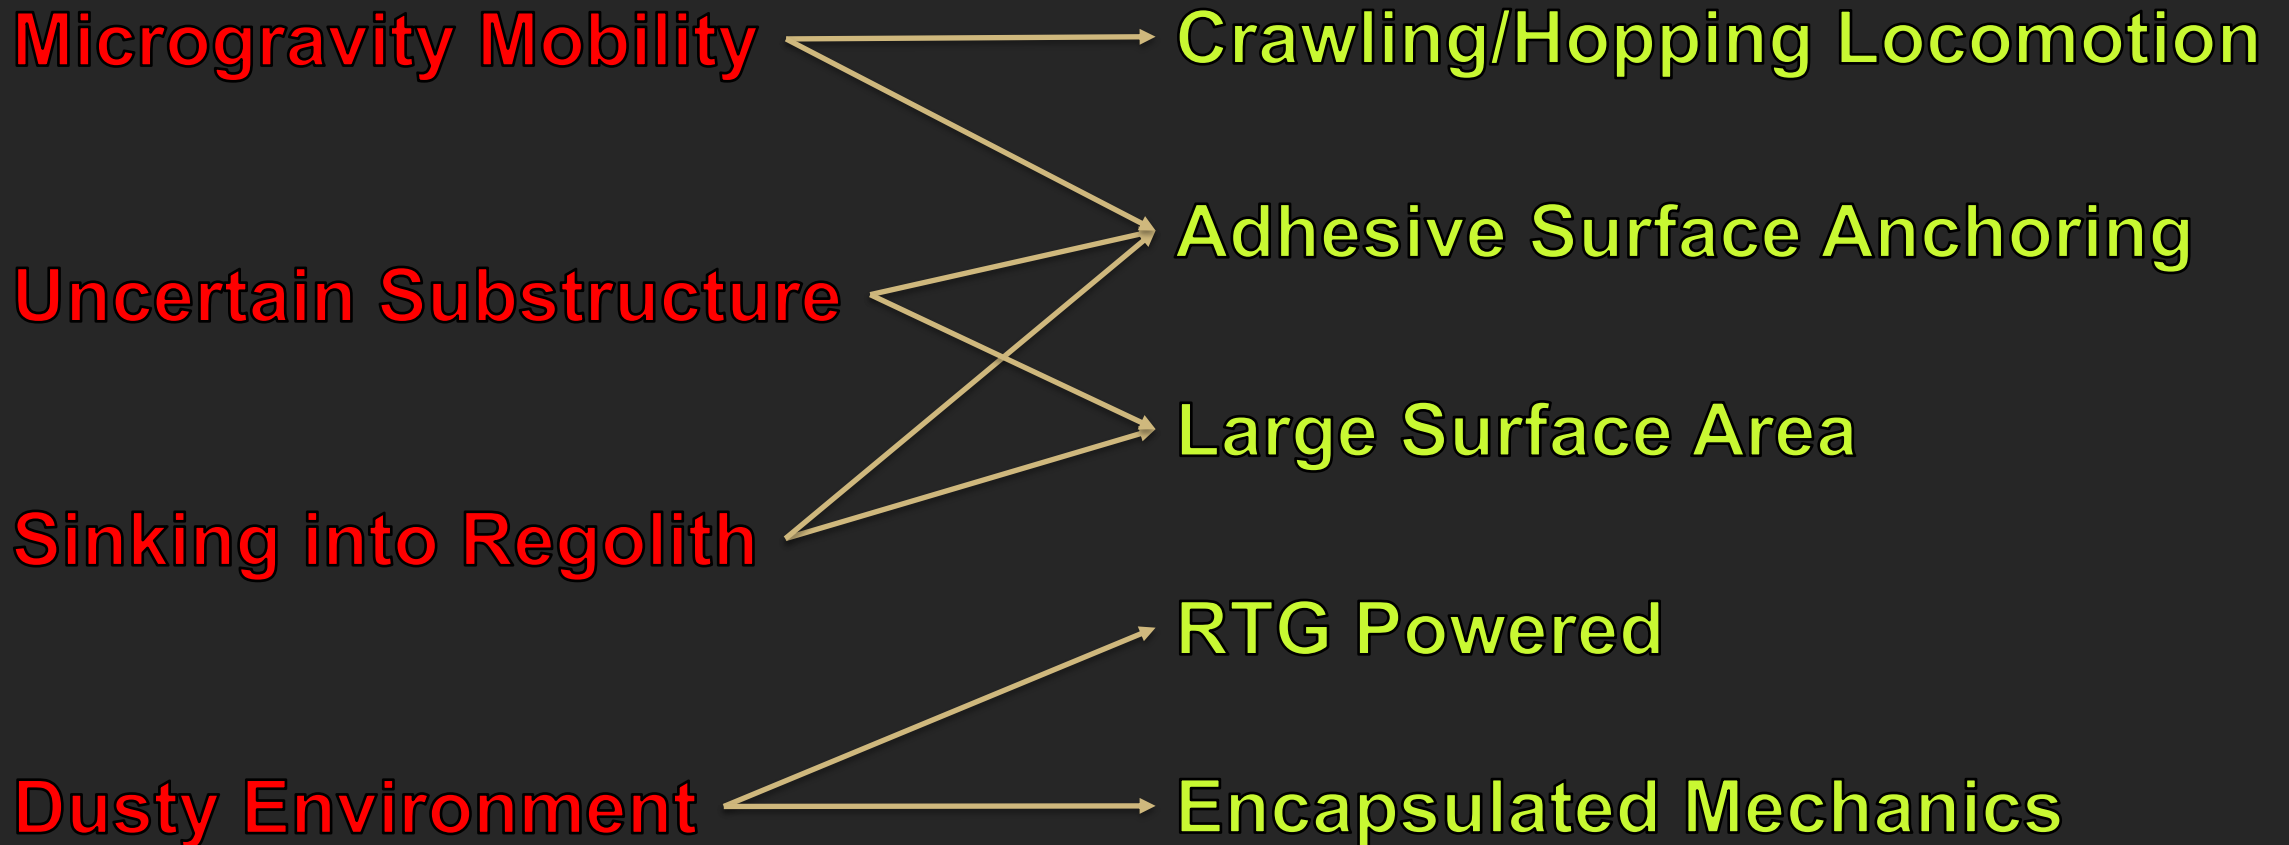 Microgravity Mobility
Crawling/Hopping Locomotion
Adhesive Surface Anchoring
Uncertain Substructure
Large Surface Area
Sinking into Regolith
RTG Powered
Dusty Environment
Encapsulated Mechanics